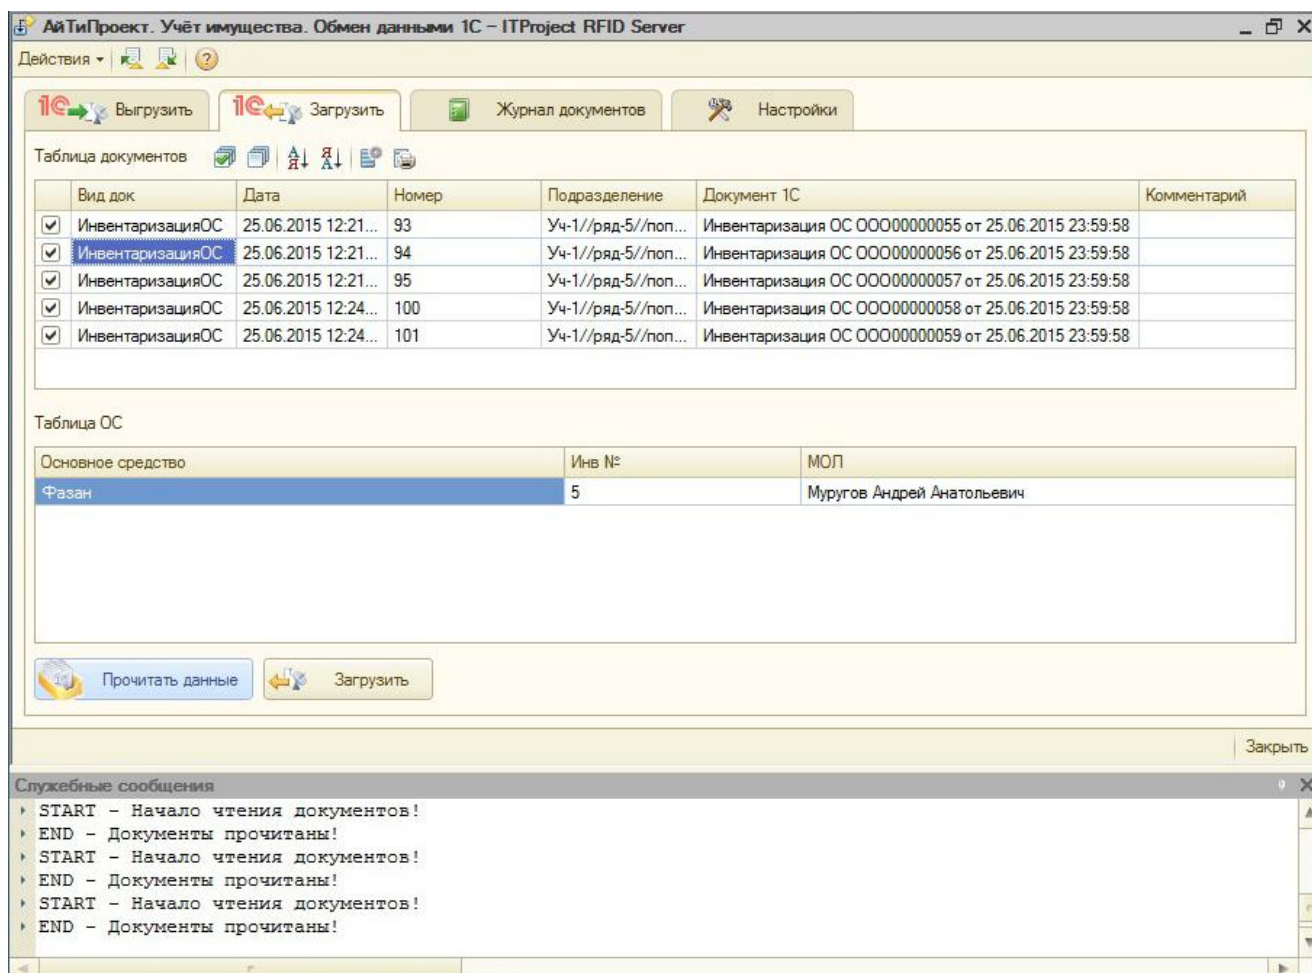 АйТиПроект. Учёт имущества. Обмен данными 1С - ITProject RFID Server
Действия
1С Выгрузить 1С Загрузить Журнал документов Настройки
Таблица документов
Вид док Дата Номер Подразделение Документ 1С Комментарий
ИнвентаризацияОС 25.06.2015 12:21... 93 Уч-1//ряд-5//поп... Инвентаризация ОС ООО00000055 от 25.06.2015 23:59:58
ИнвентаризацияОС 25.06.2015 12:21... 94 Уч-1//ряд-5//поп... Инвентаризация ОС ООО00000056 от 25.06.2015 23:59:58
ИнвентаризацияОС 25.06.2015 12:21... 95 Уч-1//ряд-5//поп... Инвентаризация ОС ООО00000057 от 25.06.2015 23:59:58
ИнвентаризацияОС 25.06.2015 12:24... 100 Уч-1//ряд-5//поп... Инвентаризация ОС ООО00000058 от 25.06.2015 23:59:58
ИнвентаризацияОС 25.06.2015 12:24... 101 Уч-1//ряд-5//поп... Инвентаризация ОС ООО00000059 от 25.06.2015 23:59:58
Таблица ОС
Основное средство Инв № МОЛ
Фазан 5 Муругов Андрей Анатольевич
Прочитать данные Загрузить
Закрыть
Служебные сообщения
START - Начало чтения документов!
END - Документы прочитаны!
START - Начало чтения документов!
END - Документы прочитаны!
START - Начало чтения документов!
END - Документы прочитаны!